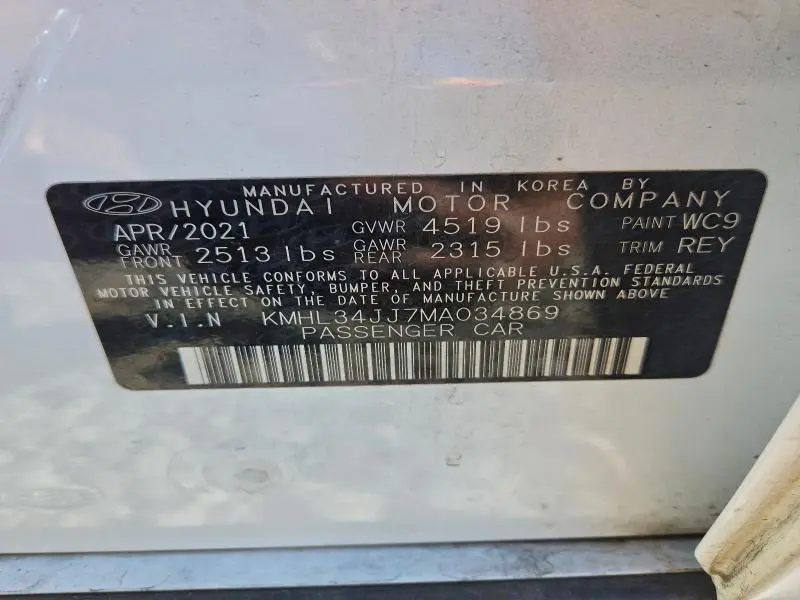 MANUFACTURED IN KOREA BY
HYUNDAI MOTOR COMPANY
APR/2021 GVWR 4519 lbs PAINT WC9
GAWR FRONT 2513 lbs GAWR REAR 2315 lbs TRIM REY
THIS VEHICLE CONFORMS TO ALL APPLICABLE U.S.A. FEDERAL
MOTOR VEHICLE SAFETY, BUMPER, AND THEFT PREVENTION STANDARDS
IN EFFECT ON THE DATE OF MANUFACTURE SHOWN ABOVE
V.I.N KMHL34JJ7MA034869
PASSENGER CAR